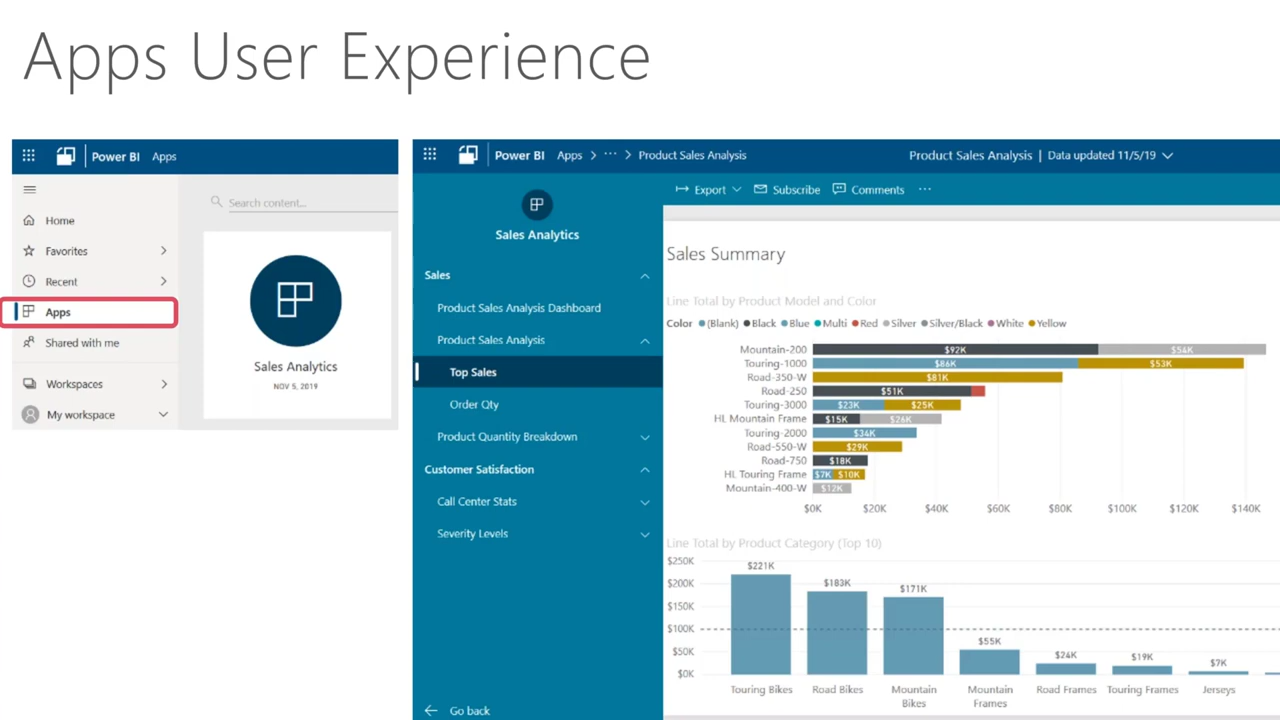 Apps User Experience
Power BI Apps
Home
Favorites
Recent
Apps
Shared with me
Workspaces
My workspace
Search content...
Sales Analytics
NOV 5, 2019
Power BI Apps > ··· > Product Sales Analysis
Product Sales Analysis | Data updated 11/5/19
Export Subscribe Comments ···
Sales Analytics
Sales
Product Sales Analysis Dashboard
Product Sales Analysis
Top Sales
Order Qty
Product Quantity Breakdown
Customer Satisfaction
Call Center Stats
Severity Levels
Go back
Sales Summary
Line Total by Product Model and Color
Color (Blank) Black Blue Multi Red Silver Silver/Black White Yellow
Mountain-200 $92K $54K
Touring-1000 $86K $53K
Road-350-W $81K
Road-250 $51K
Touring-3000 $23K $25K
HL Mountain Frame $15K $26K
Touring-2000 $34K
Road-550-W $29K
Road-750 $18K
HL Touring Frame $7K $10K
Mountain-400-W $12K
$0K $20K $40K $60K $80K $100K $120K $140K
Line Total by Product Category (Top 10)
$250K
$200K
$150K
$100K
$50K
$0K
$221K
$183K
$171K
$55K
$24K
$19K
$7K
Touring Bikes
Road Bikes
Mountain
Bikes
Mountain
Frames
Road Frames
Touring Frames
Jerseys